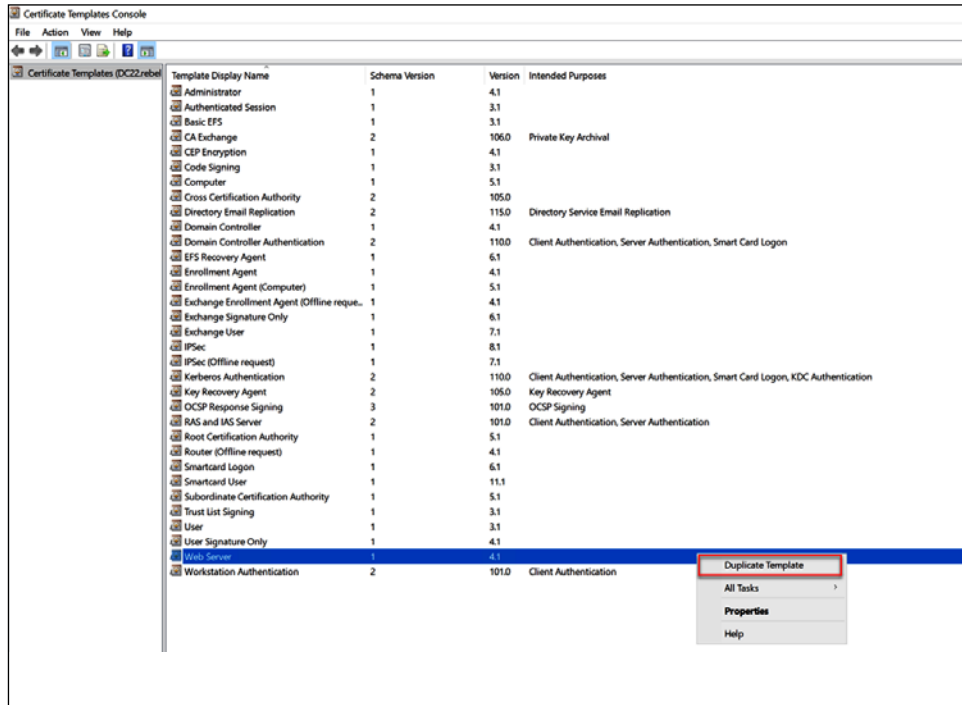 Certificate Templates Console
File Action View Help
Certificate Templates (DC22.rebel
Template Display Name Schema Version Version Intended Purposes
Administrator 1 4.1
Authenticated Session 1 3.1
Basic EFS 1 3.1
CA Exchange 2 106.0 Private Key Archival
CEP Encryption 1 4.1
Code Signing 1 3.1
Computer 1 5.1
Cross Certification Authority 2 105.0
Directory Email Replication 2 115.0 Directory Service Email Replication
Domain Controller 1 4.1
Domain Controller Authentication 2 110.0 Client Authentication, Server Authentication, Smart Card Logon
EFS Recovery Agent 1 6.1
Enrollment Agent 1 4.1
Enrollment Agent (Computer) 1 5.1
Exchange Enrollment Agent (Offline reque... 1 4.1
Exchange Signature Only 1 6.1
Exchange User 1 7.1
IPSec 1 8.1
IPSec (Offline request) 1 7.1
Kerberos Authentication 2 110.0 Client Authentication, Server Authentication, Smart Card Logon, KDC Authentication
Key Recovery Agent 2 105.0 Key Recovery Agent
OCSP Response Signing 3 101.0 OCSP Signing
RAS and IAS Server 2 101.0 Client Authentication, Server Authentication
Root Certification Authority 1 5.1
Router (Offline request) 1 4.1
Smartcard Logon 1 6.1
Smartcard User 1 11.1
Subordinate Certification Authority 1 5.1
Trust List Signing 1 3.1
User 1 3.1
User Signature Only 1 4.1
Web Server 1 4.1
Workstation Authentication 2 101.0 Client Authentication
Duplicate Template
All Tasks
Properties
Help